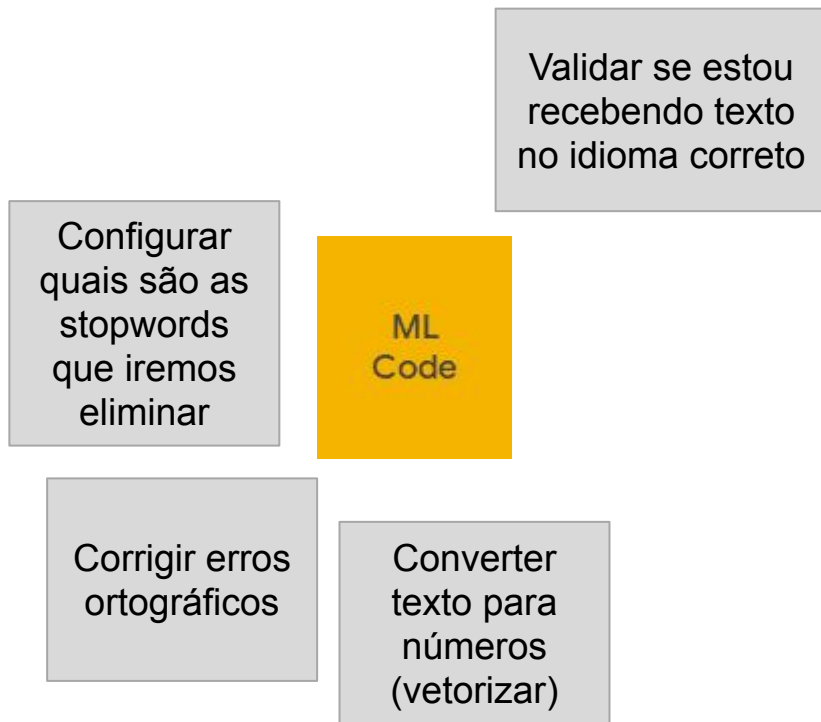 Validar se estou
recebendo texto
no idioma correto
Configurar
quais são as
stopwords
que iremos
eliminar
ML
Code
Corrigir erros
ortográficos
Converter
texto para
números
(vetorizar)